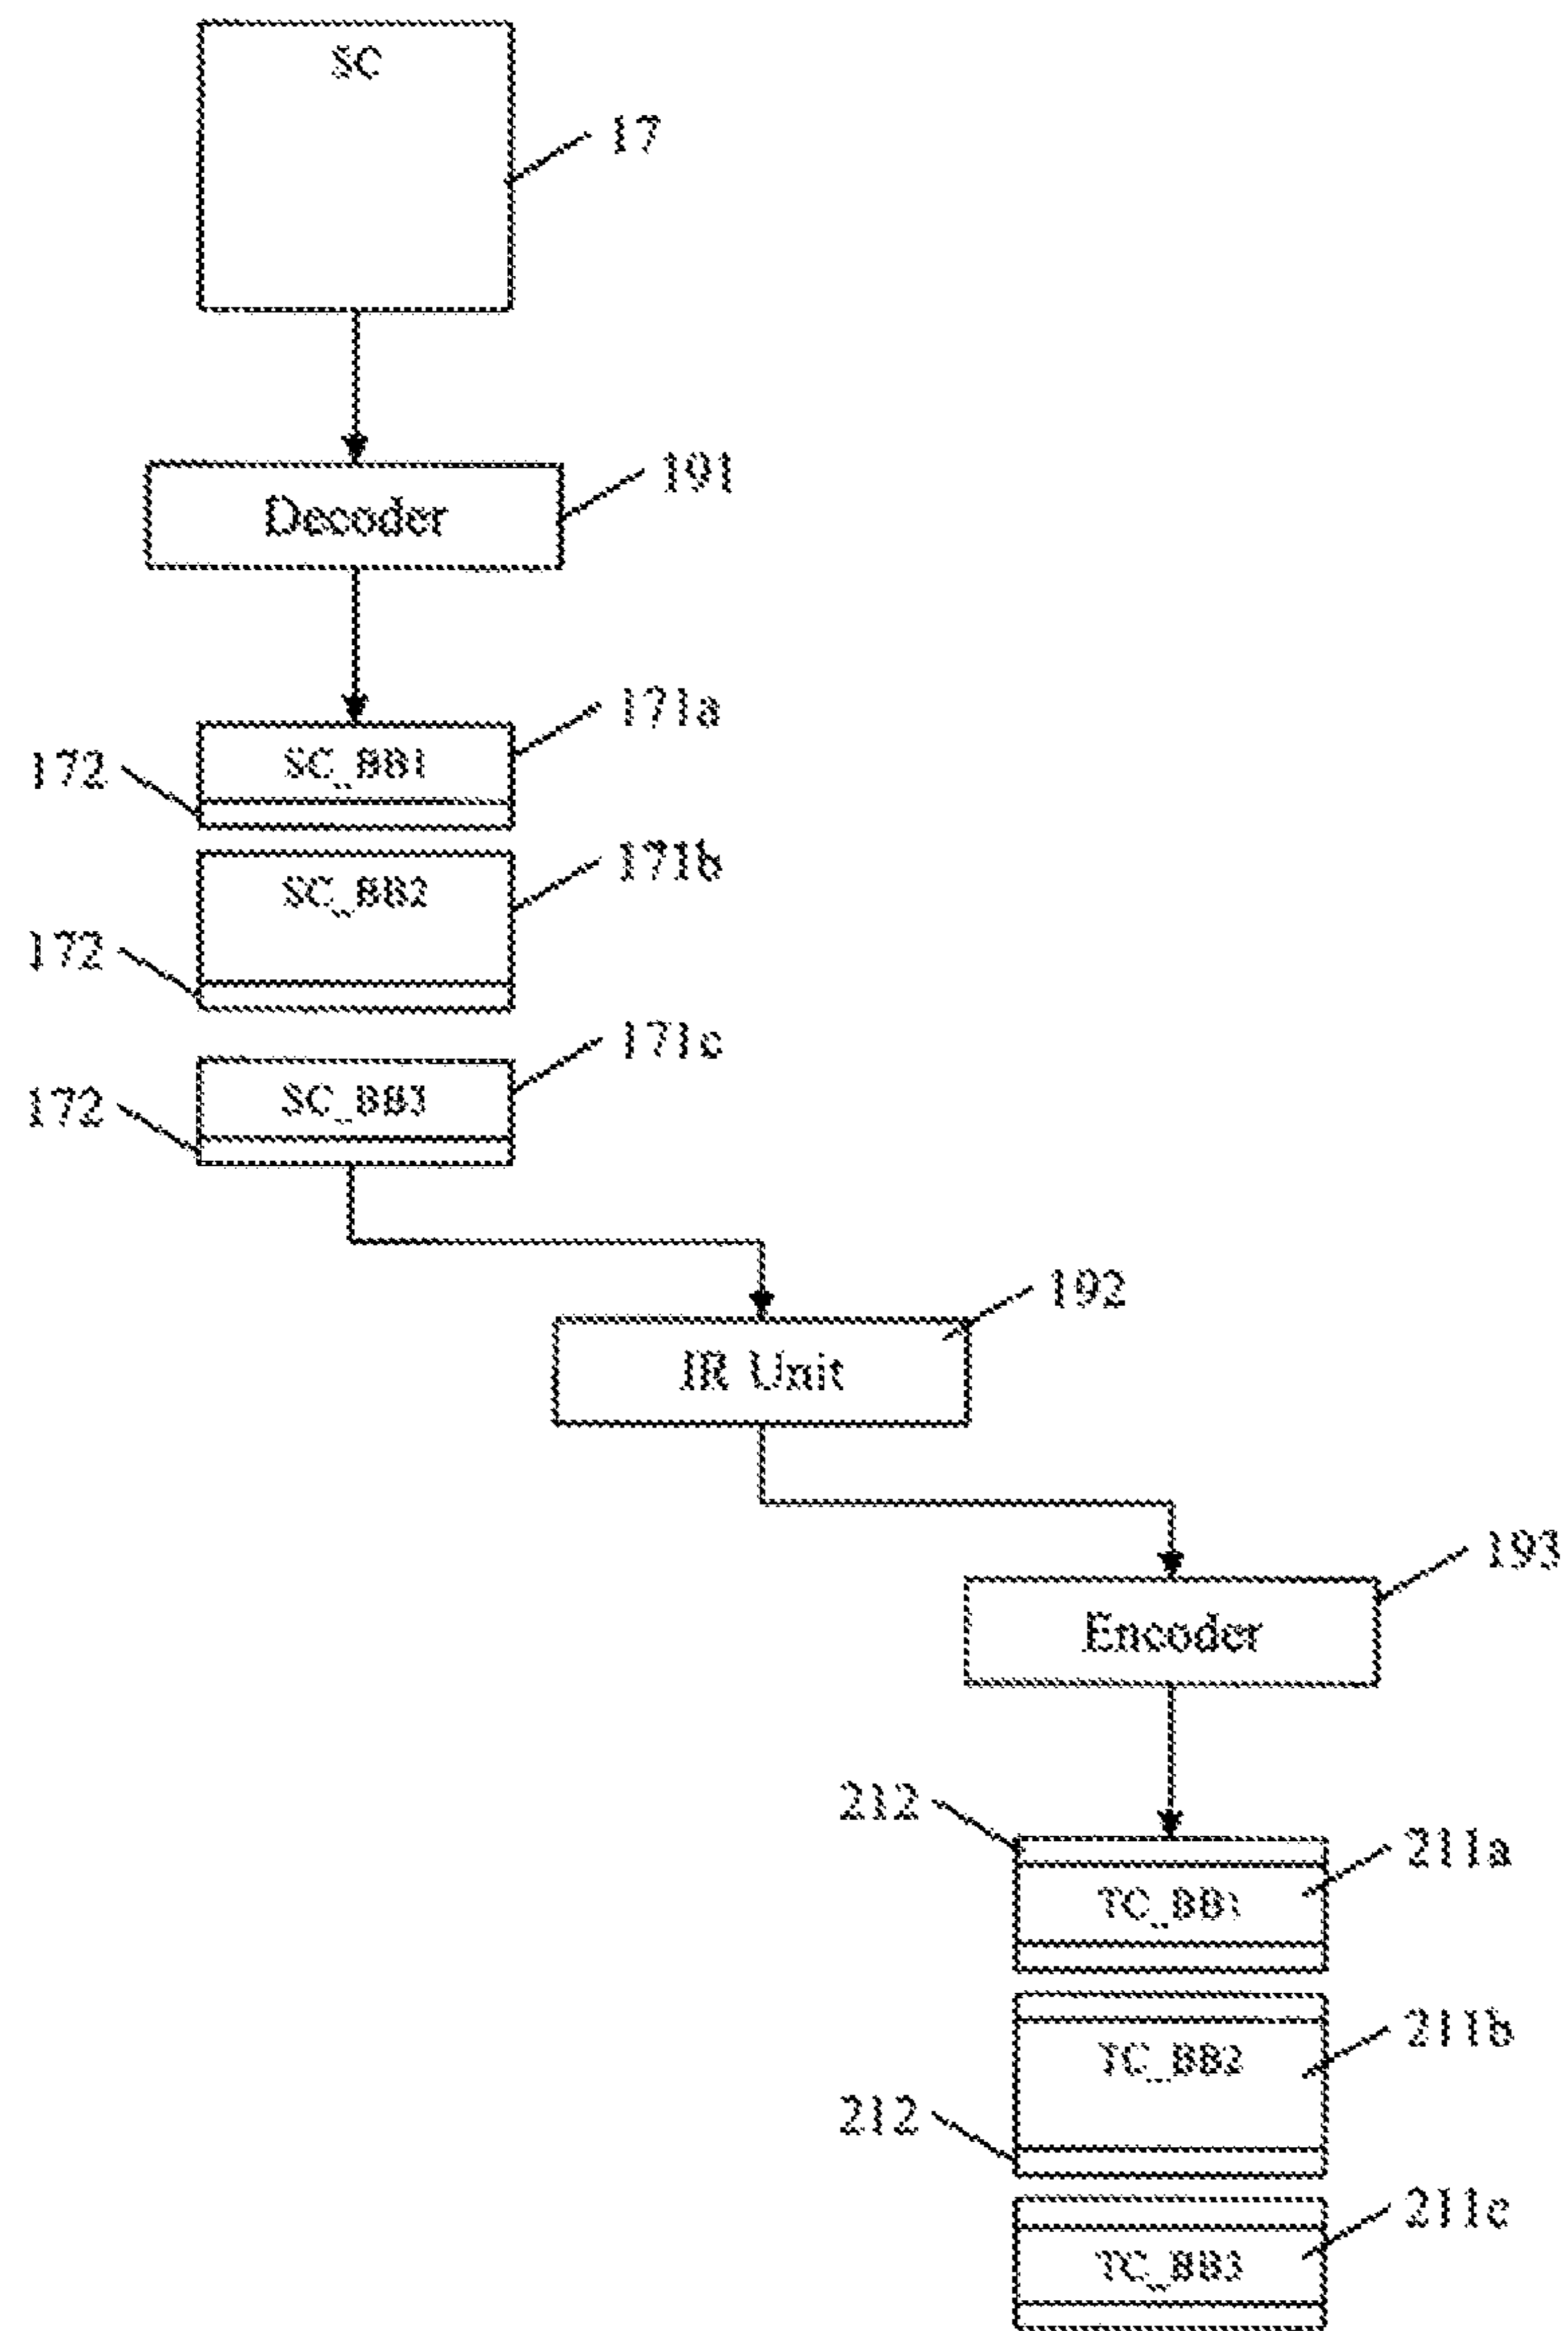 SC
17
Decoder
191
171a
SC_BB1
172
171b
SC_BB2
172
171c
SC_BB3
172
192
IR Unit
193
Encoder
212
211a
TC_BB1
211b
TC_BB2
212
211c
TC_BB3